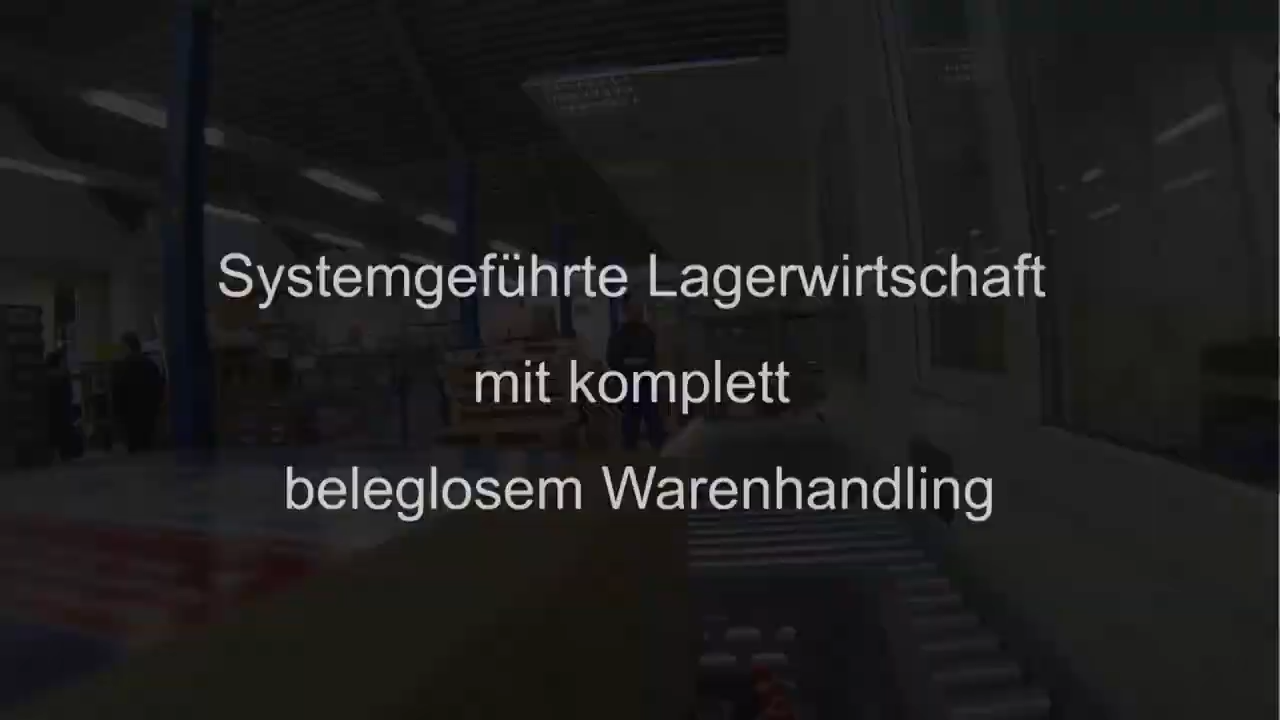 Systemgeführte Lagerwirtschaft
mit komplett
beleglosem Warenhandling